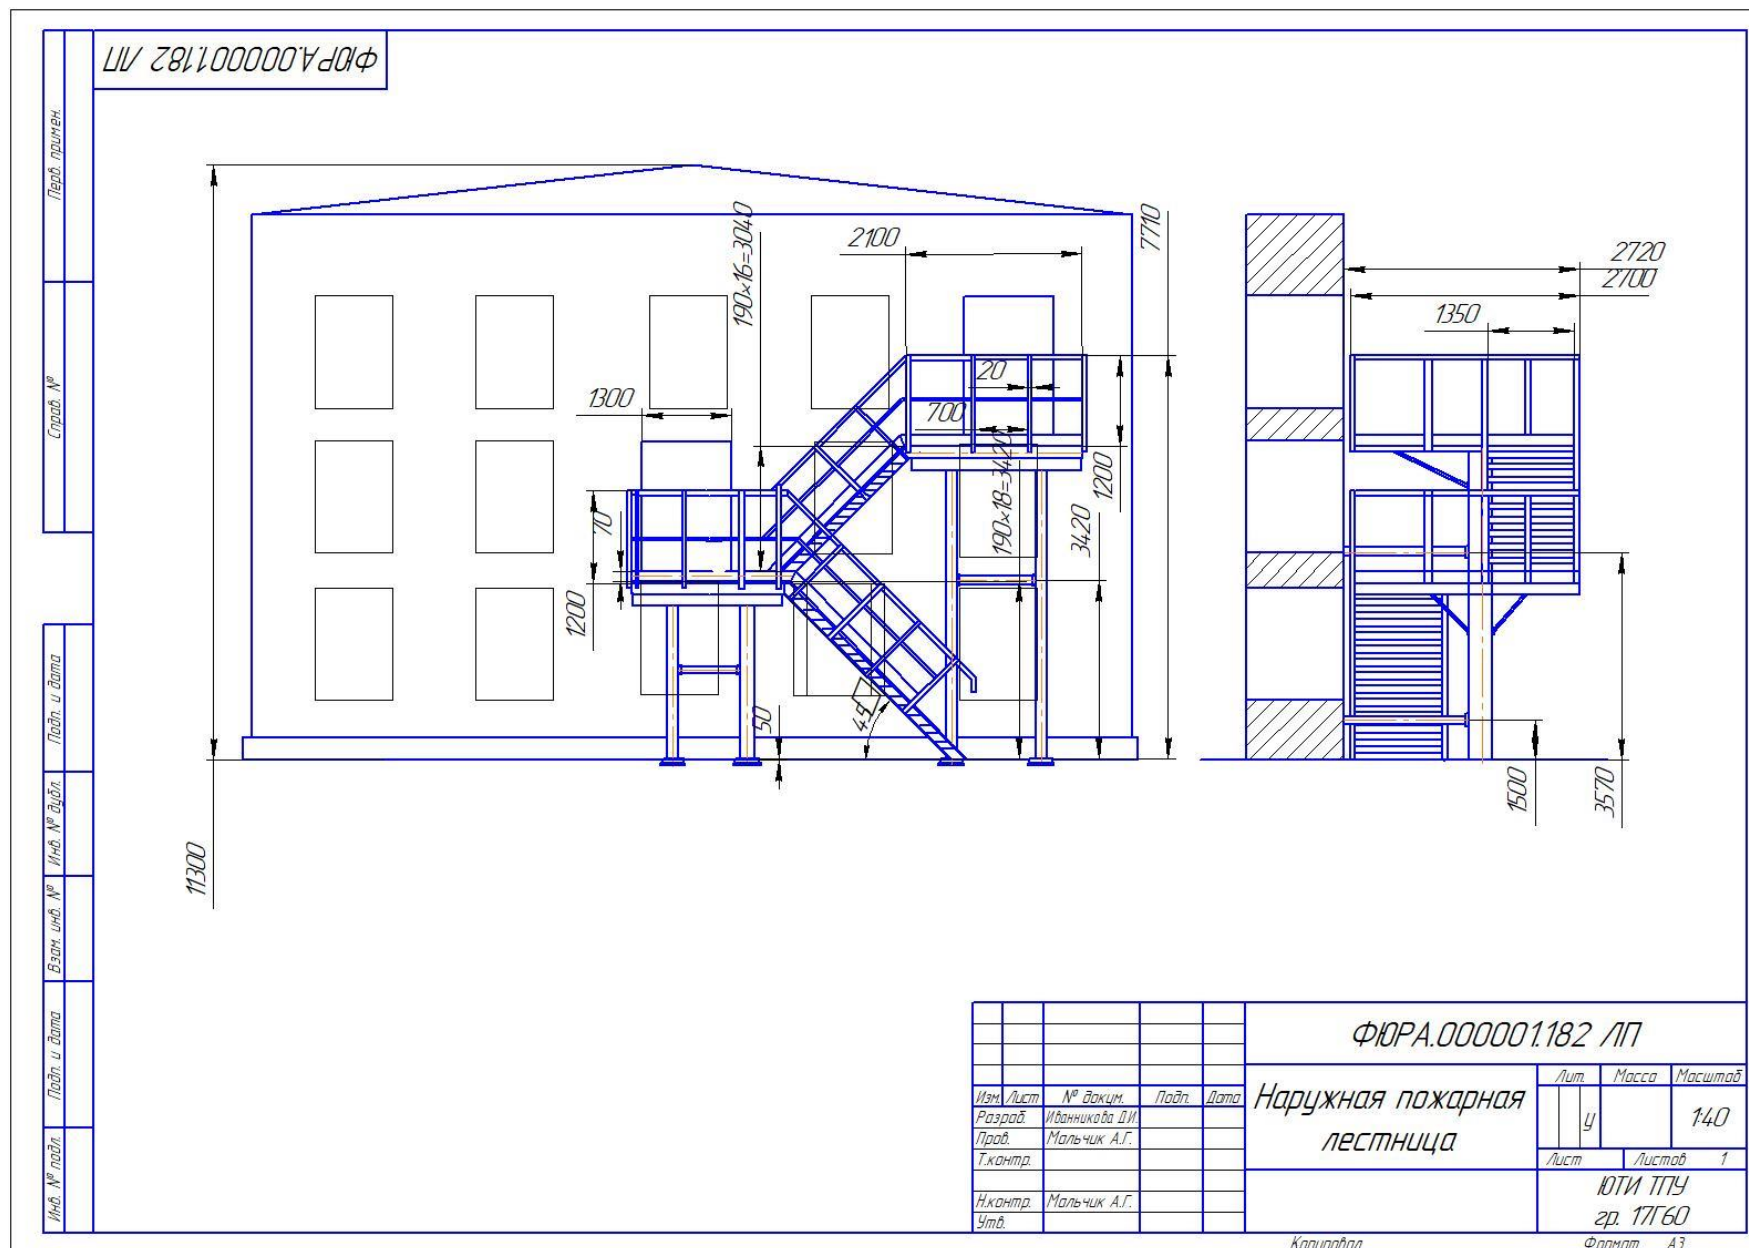 ФЮРА.000001.182 ЛП
Перв. примен.
Справ. №
Подп. и дата
Инв. № дубл.
Взам. инв. №
Подп. и дата
Инв. № подл.
11300
1300
190×16=3040
2100
7710
20
700
190×18=3420
1200
3420
70
1200
50
45
2720
2700
1350
1500
3570
ФЮРА.000001.182 ЛП
Наружная пожарная
лестница
Лит. Масса Масштаб
У 1:40
Лист Листов 1
ЮТИ ТПУ
гр. 17Г60
Изм. Лист № докум. Подп. Дата
Разраб. Иванникова Д.И.
Пров. Мальчик А.Г.
Т.контр.
Н.контр. Мальчик А.Г.
Утв.
Копировал Формат А3